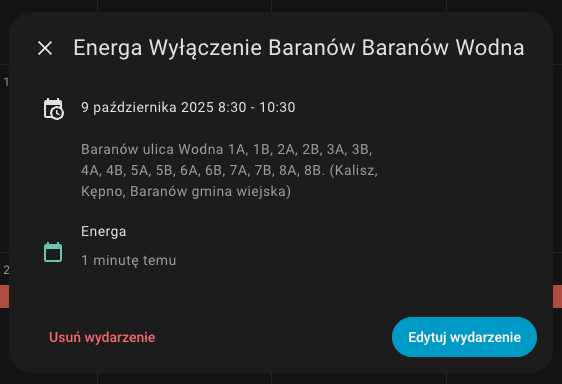 Energa Wyłączenie Baranów Baranów Wodna
1
9 października 2025 8:30 - 10:30
Baranów ulica Wodna 1A, 1B, 2A, 2B, 3A, 3B,
4A, 4B, 5A, 5B, 6A, 6B, 7A, 7B, 8A, 8B. (Kalisz,
Kępno, Baranów gmina wiejska)
Energa
1 minutę temu
2
Usuń wydarzenie
Edytuj wydarzenie